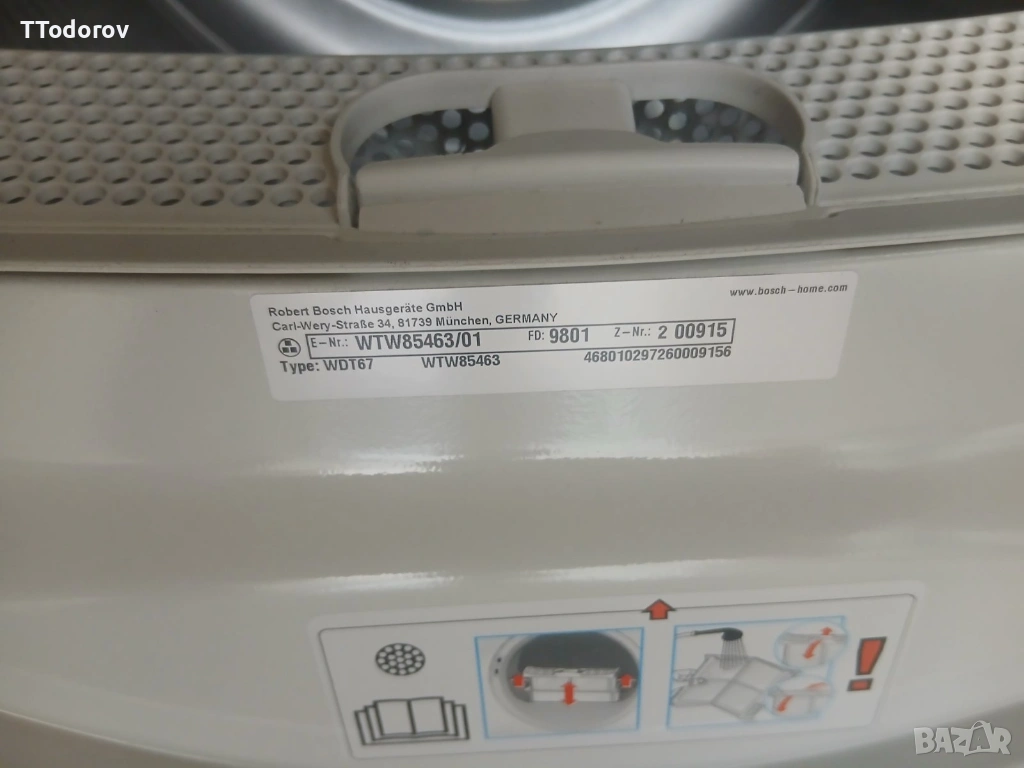 TTodorov
Robert Bosch Hausgeräte GmbH
www.bosch-home.com
Carl-Wery-Straße 34, 81739 München, GERMANY
E-Nr.: WTW85463/01 FD: 9801 Z-Nr.: 2 00915
Type: WDT67 WTW85463 468010297260009156
!
BAZAR